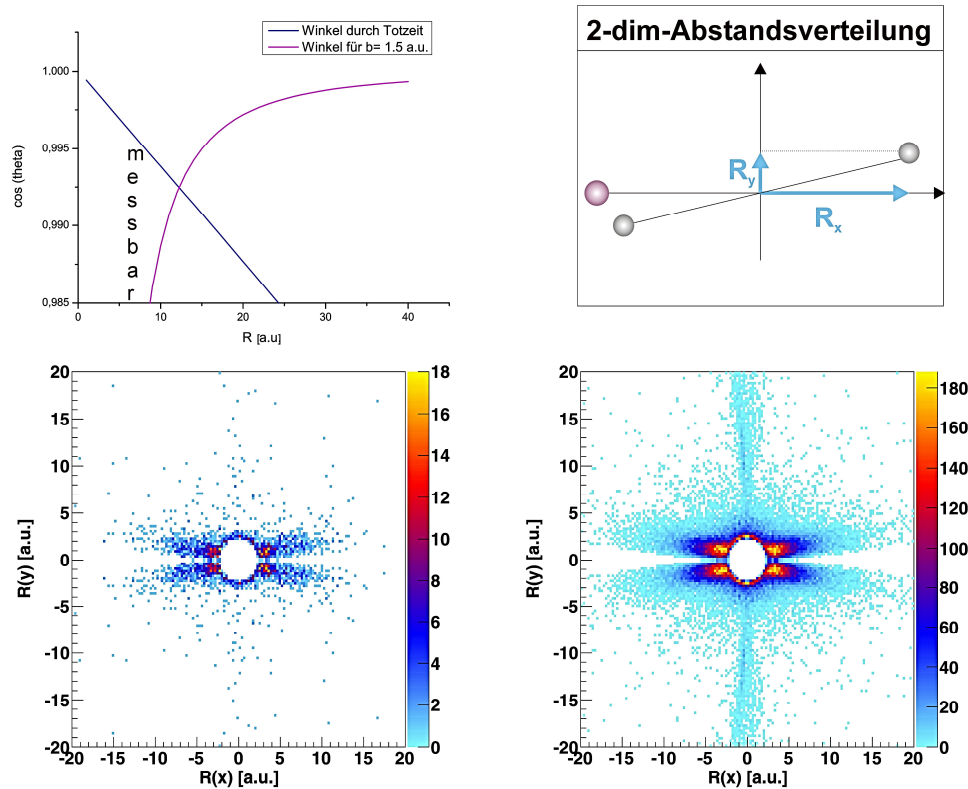 Winkel durch Totzeit
Winkel für b= 1.5 a.u.
1.000
0,995
0,990
0,985
cos (theta)
m
e
s
s
b
a
r
0 10 20 30 40
R [a.u]
2-dim-Abstandsverteilung
Ry
Rx
20
15
10
5
0
-5
-10
-15
-20
R(y) [a.u.]
-20 -15 -10 -5 0 5 10 15 20
R(x) [a.u.]
18
16
14
12
10
8
6
4
2
0
20
15
10
5
0
-5
-10
-15
-20
R(y) [a.u.]
-20 -15 -10 -5 0 5 10 15 20
R(x) [a.u.]
180
160
140
120
100
80
60
40
20
0